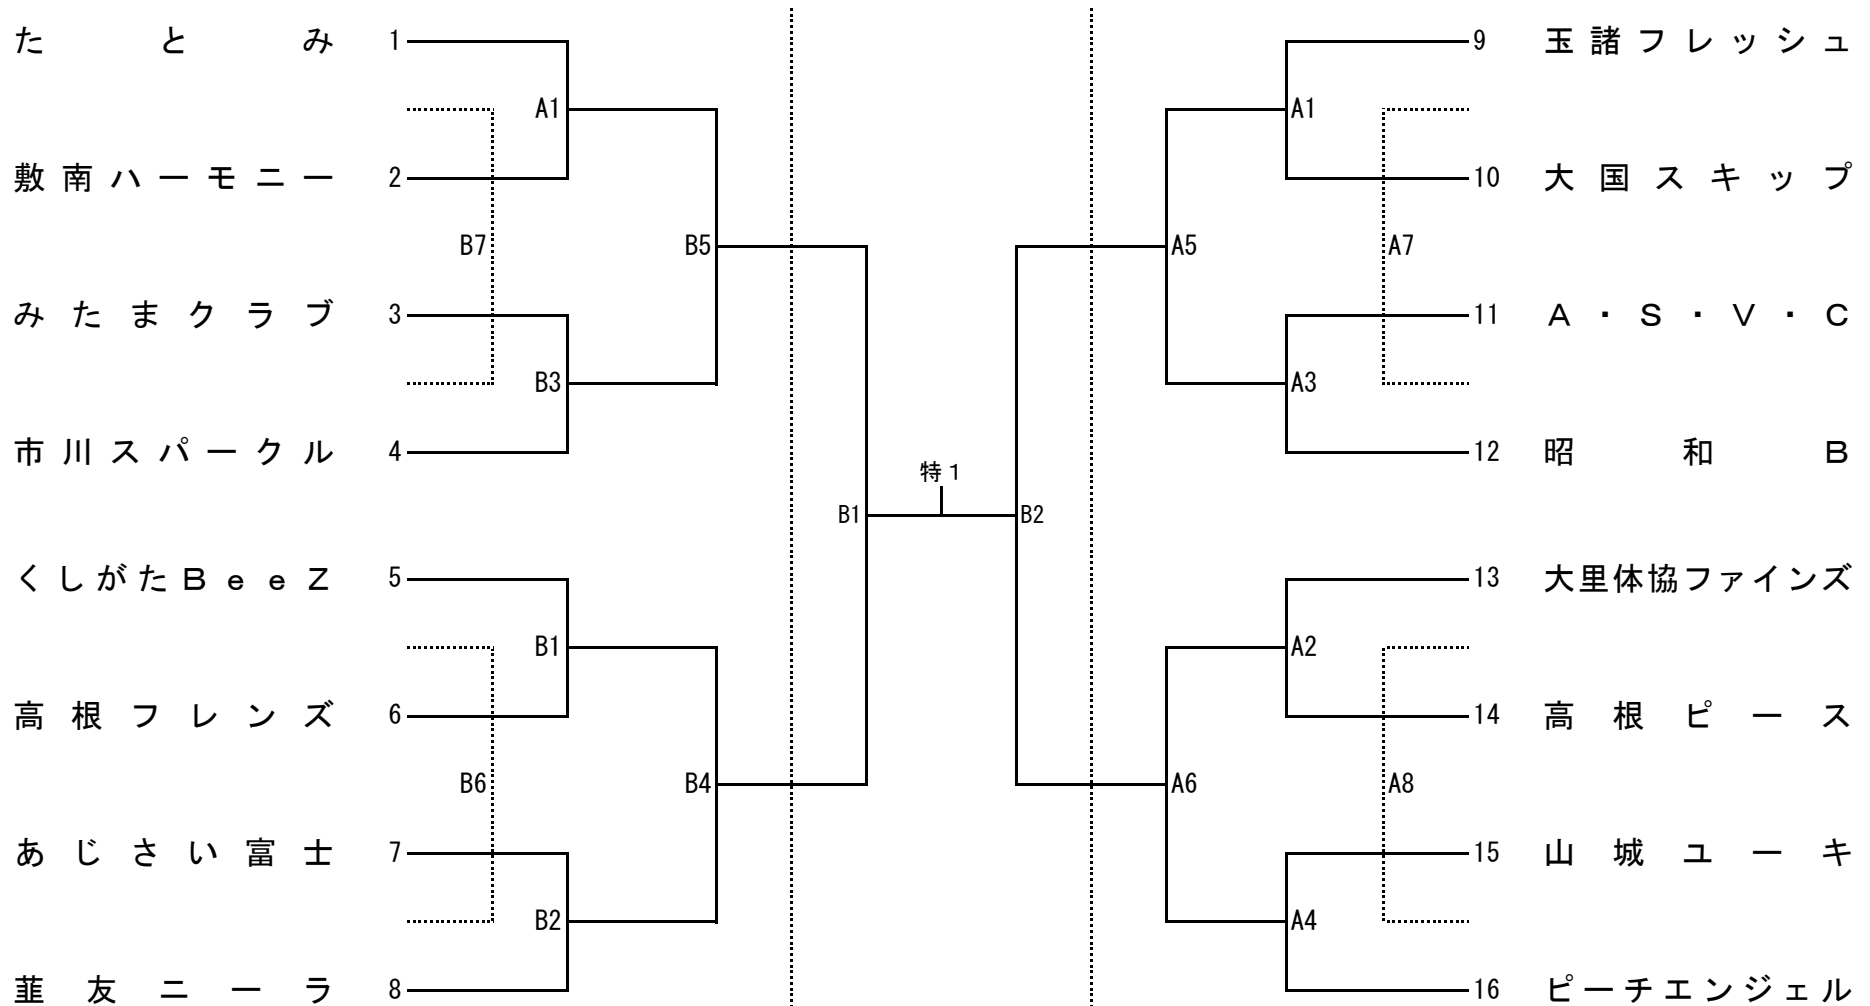 たとみ 1
A1
敷南ハーモニー 2
B7
B5
みたまクラブ 3
B3
市川スパークル 4
くしがたBeeZ 5
B1
高根フレンズ 6
B6
B4
あじさい富士 7
B2
韮友ニーラ 8
B1
特1
B2
9 玉諸フレッシュ
A1
10 大国スキップ
A5
A7
11 A・S・V・C
A3
12 昭和B
13 大里体協ファインズ
A2
14 高根ピース
A6
A8
15 山城ユーキ
A4
16 ピーチエンジェル